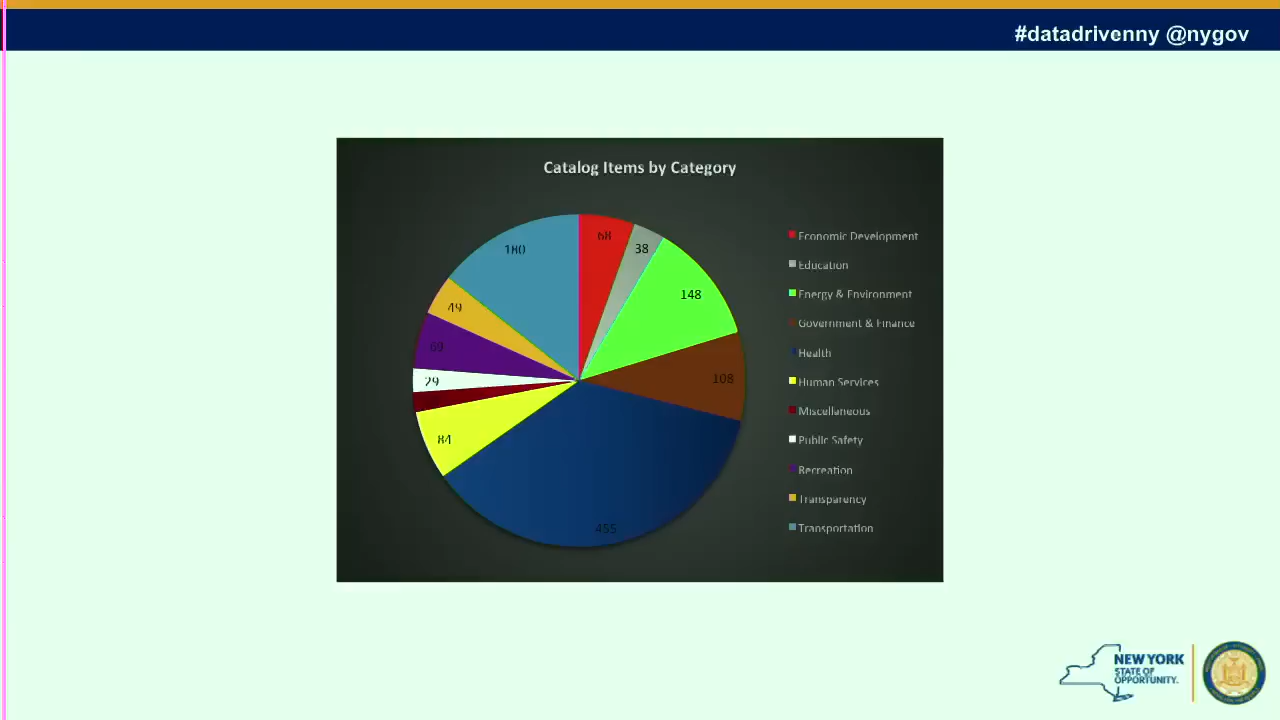 #datadrivenny @nygov
Catalog Items by Category
68
38
148
108
455
84
29
69
49
180
Economic Development
Education
Energy & Environment
Government & Finance
Health
Human Services
Miscellaneous
Public Safety
Recreation
Transparency
Transportation
NEW YORK
STATE OF
OPPORTUNITY.